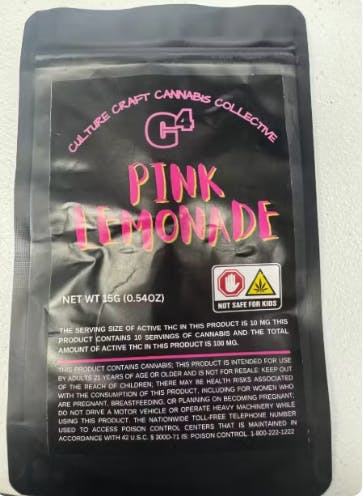 CULTURE CRAFT CANNABIS COLLECTIVE
C4
PINK
LEMONADE
NET WT 15G (0.54OZ)
NOT SAFE FOR KIDS
THE SERVING SIZE OF ACTIVE THC IN THIS PRODUCT IS 10 MG THIS
PRODUCT CONTAINS 10 SERVINGS OF CANNABIS AND THE TOTAL
AMOUNT OF ACTIVE THC IN THIS PRODUCT IS 100 MG.
THIS PRODUCT CONTAINS CANNABIS; THIS PRODUCT IS INTENDED FOR USE
BY ADULTS 21 YEARS OF AGE OR OLDER AND IS NOT FOR RESALE; KEEP OUT
OF THE REACH OF CHILDREN; THERE MAY BE HEALTH RISKS ASSOCIATED
WITH THE CONSUMPTION OF THIS PRODUCT, INCLUDING FOR WOMEN WHO
ARE PREGNANT, BREASTFEEDING, OR PLANNING ON BECOMING PREGNANT;
DO NOT DRIVE A MOTOR VEHICLE OR OPERATE HEAVY MACHINERY WHILE
USING THIS PRODUCT. THE NATIONWIDE TOLL-FREE TELEPHONE NUMBER
USED TO ACCESS POISON CONTROL CENTERS THAT IS MAINTAINED IN
ACCORDANCE WITH 42 U.S.C. § 300D-71 IS: POISON CONTROL 1-800-222-1222